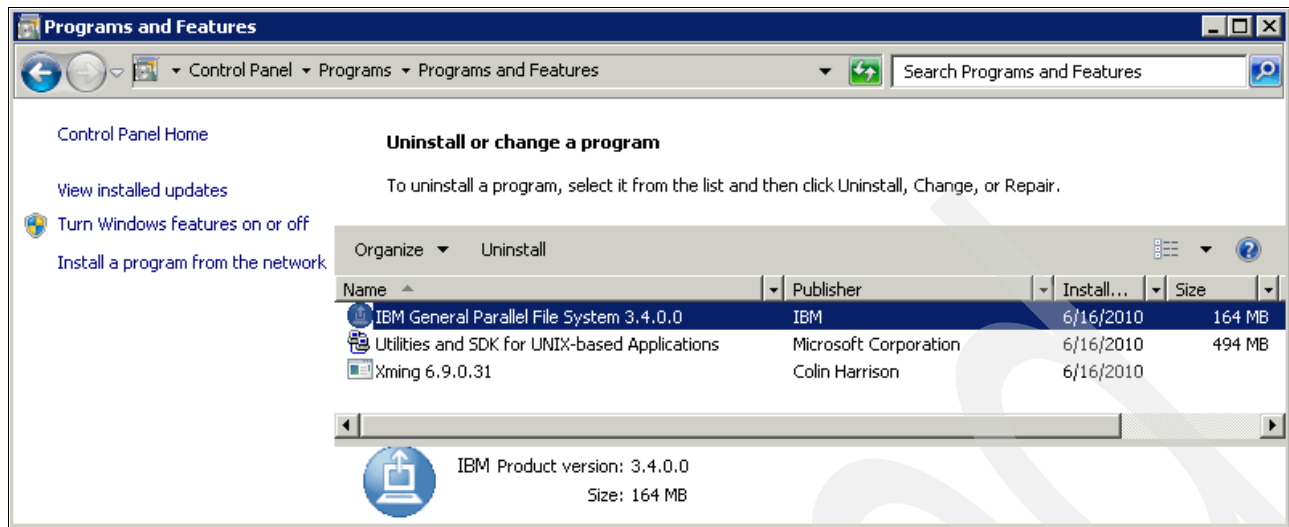 Programs and Features
Control Panel Programs Programs and Features Search Programs and Features
Control Panel Home
View installed updates
Turn Windows features on or off
Install a program from the network
Uninstall or change a program
To uninstall a program, select it from the list and then click Uninstall, Change, or Repair.
Organize Uninstall
Name Publisher Install... Size
IBM General Parallel File System 3.4.0.0 IBM 6/16/2010 164 MB
Utilities and SDK for UNIX-based Applications Microsoft Corporation 6/16/2010 494 MB
Xming 6.9.0.31 Colin Harrison 6/16/2010
IBM Product version: 3.4.0.0
Size: 164 MB